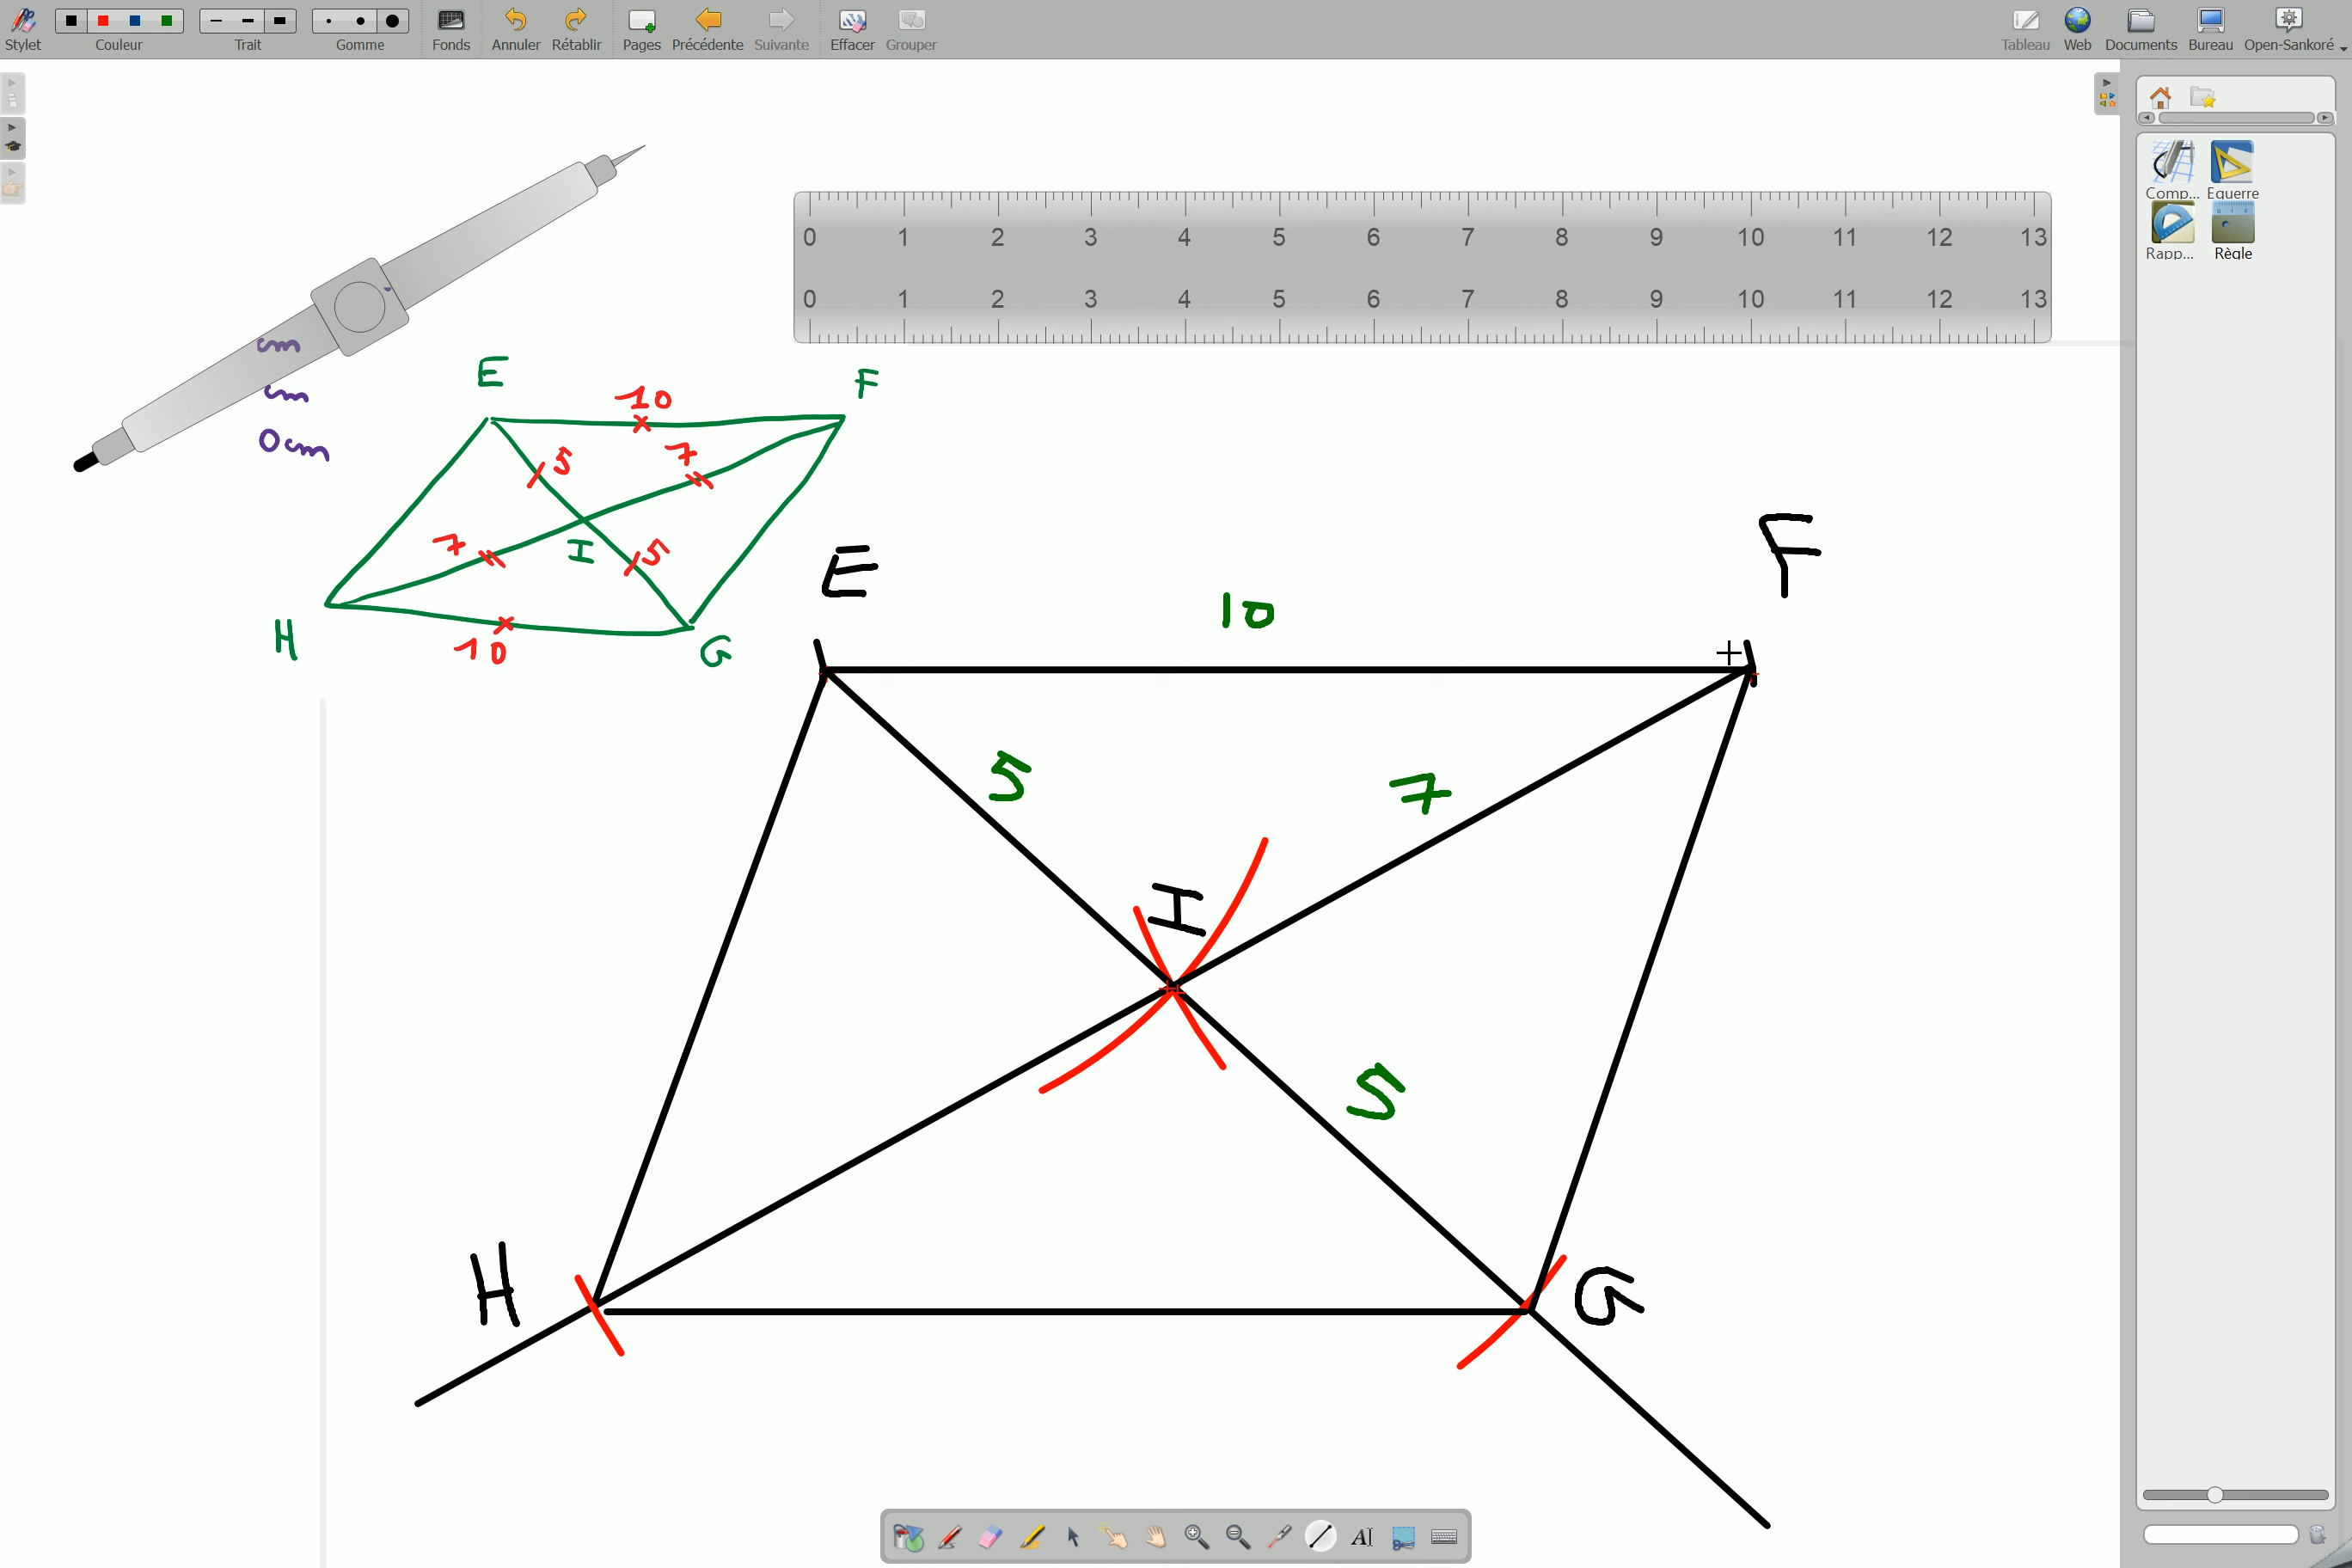 Stylet Couleur Trait Gomme Fonds Annuler Rétablir Pages Précédente Suivante Effacer Grouper Tableau Web Documents Bureau Open-Sankoré
Comp... Equerre
Rapp... Règle
0 1 2 3 4 5 6 7 8 9 10 11 12 13
0 1 2 3 4 5 6 7 8 9 10 11 12 13
cm
cm
0cm
E
F
10
5
7
7
I
5
H
10
G
E
F
10
5
7
I
5
H
G
AI